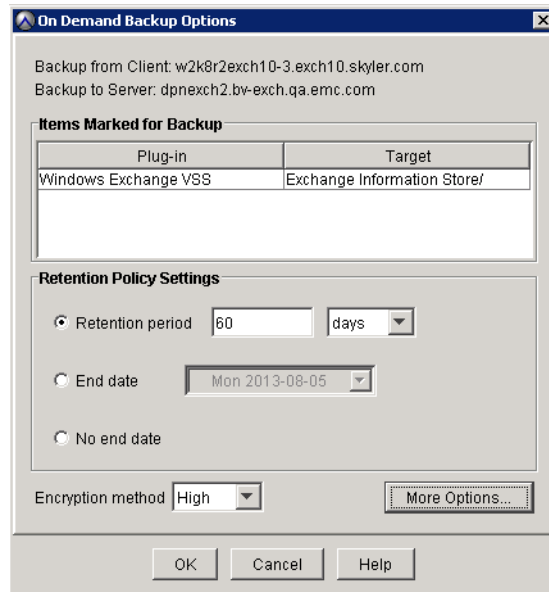 On Demand Backup Options
Backup from Client: w2k8r2exch10-3.exch10.skyler.com
Backup to Server: dpnexch2.bv-exch.qa.emc.com
Items Marked for Backup
Plug-in Target
Windows Exchange VSS Exchange Information Store/
Retention Policy Settings
Retention period 60 days
End date Mon 2013-08-05
No end date
Encryption method High More Options...
OK Cancel Help